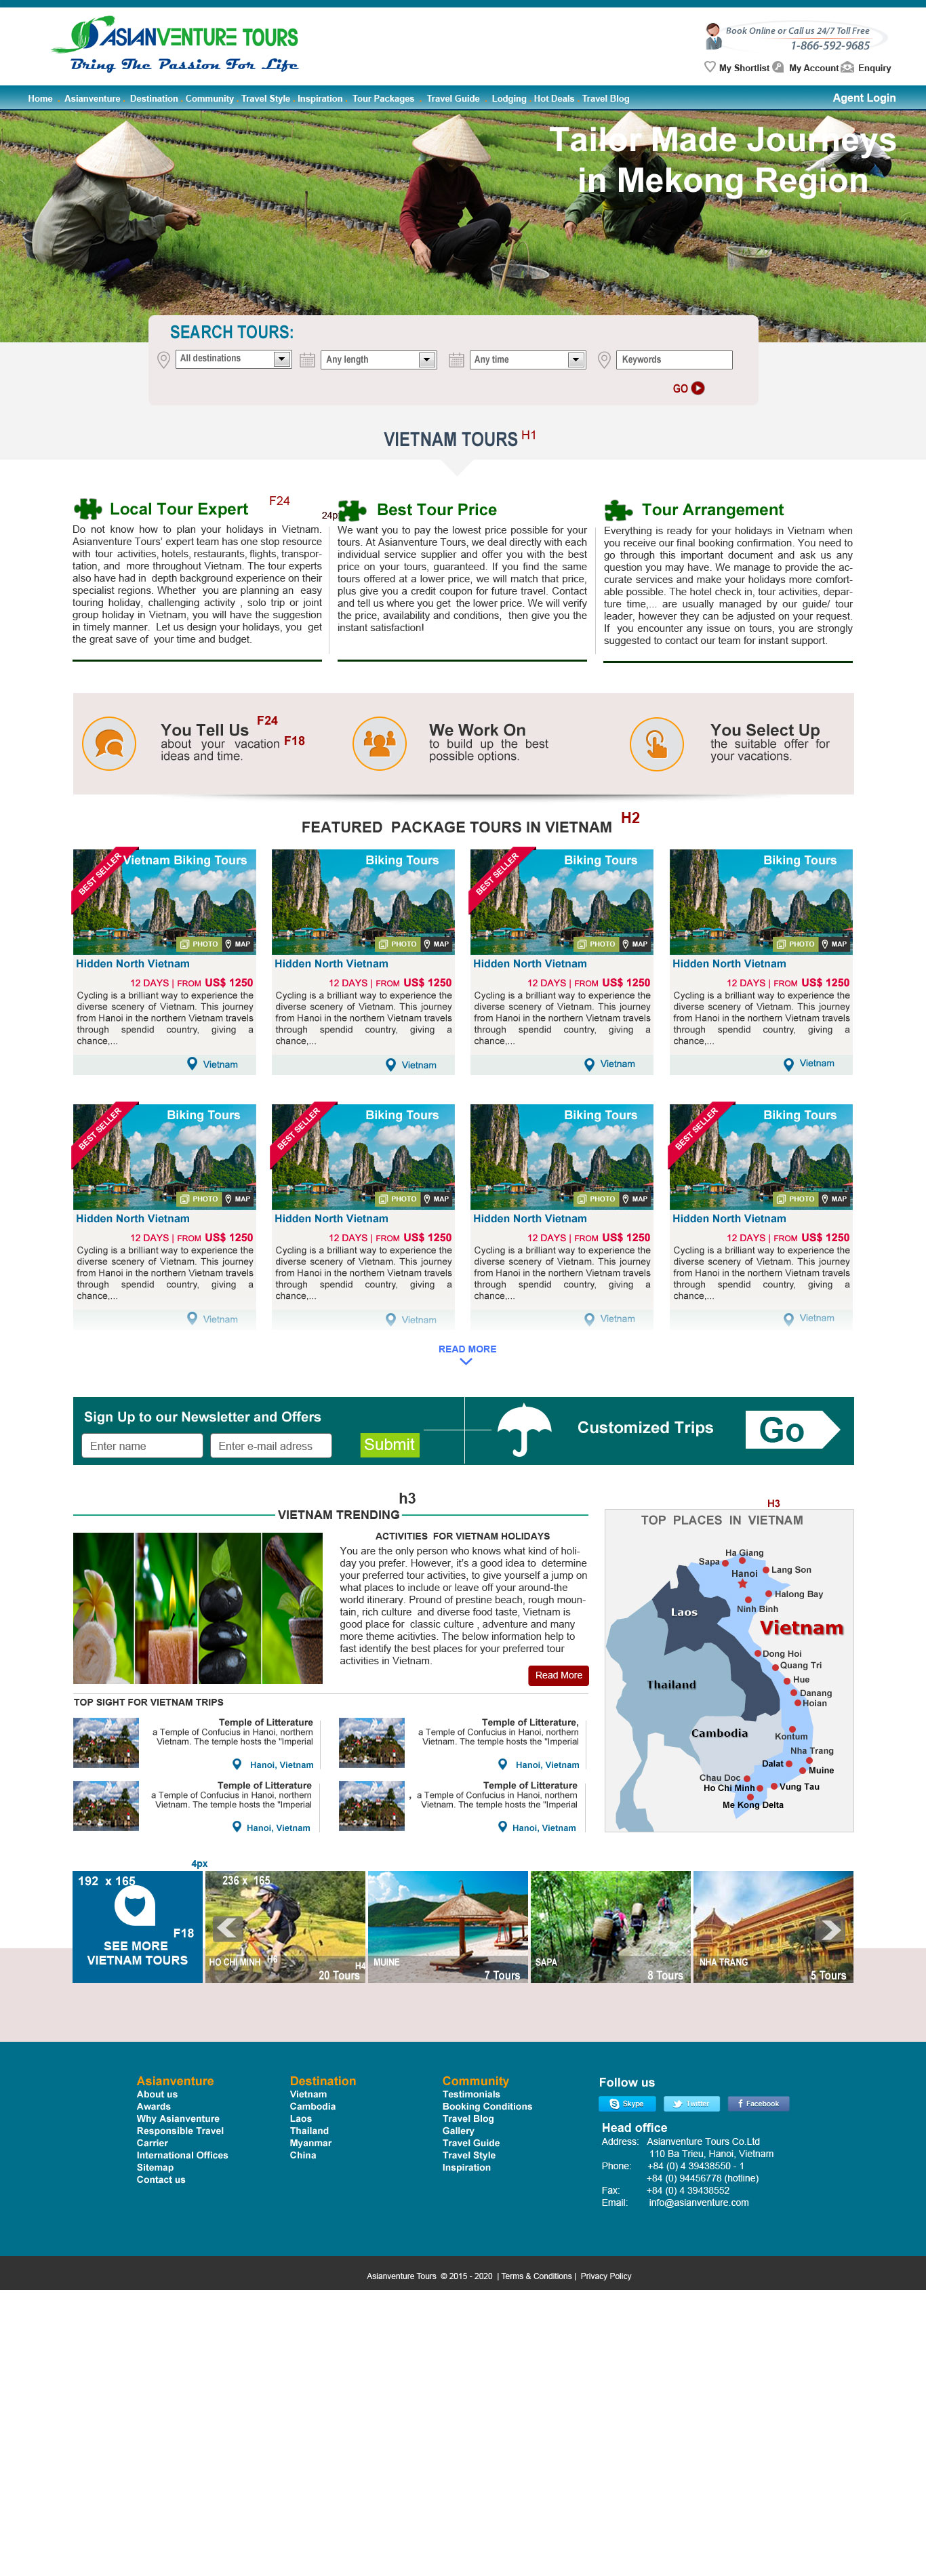 ASIANVENTURE TOURS
Bring The Passion For Life
Book Online or Call us 24/7 Toll Free
1-866-592-9685
My Shortlist My Account Enquiry
Home Asianventure Destination Community Travel Style Inspiration Tour Packages Travel Guide Lodging Hot Deals Travel Blog Agent Login
Tailor Made Journeys
in Mekong Region
SEARCH TOURS:
All destinations Any length Any time Keywords
GO
VIETNAM TOURS H1
Local Tour Expert F24
Do not know how to plan your holidays in Vietnam.
Asianventure Tours' expert team has one stop resource
with tour activities, hotels, restaurants, flights, transpor-
tation, and more throughout Vietnam. The tour experts
also have had in depth background experience on their
specialist regions. Whether you are planning an easy
touring holiday, challenging activity , solo trip or joint
group holiday in Vietnam, you will have the suggestion
in timely manner. Let us design your holidays, you get
the great save of your time and budget.
24p
Best Tour Price
We want you to pay the lowest price possible for your
tours. At Asianventure Tours, we deal directly with each
individual service supplier and offer you with the best
price on your tours, guaranteed. If you find the same
tours offered at a lower price, we will match that price,
plus give you a credit coupon for future travel. Contact
and tell us where you get the lower price. We will verify
the price, availability and conditions, then give you the
instant satisfaction!
Tour Arrangement
Everything is ready for your holidays in Vietnam when
you receive our final booking confirmation. You need to
go through this important document and ask us any
question you may have. We manage to provide the ac-
curate services and make your holidays more comfort-
able possible. The hotel check in, tour activities, depar-
ture time,... are usually managed by our guide/ tour
leader, however they can be adjusted on your request.
If you encounter any issue on tours, you are strongly
suggested to contact our team for instant support.
You Tell Us F24
about your vacation F18
ideas and time.
We Work On
to build up the best
possible options.
You Select Up
the suitable offer for
your vacations.
FEATURED PACKAGE TOURS IN VIETNAM H2
BEST SELLER
Vietnam Biking Tours
PHOTO MAP
Hidden North Vietnam
12 DAYS | FROM US$ 1250
Cycling is a brilliant way to experience the
diverse scenery of Vietnam. This journey
from Hanoi in the northern Vietnam travels
through spendid country, giving a
chance,...
Vietnam
Biking Tours
PHOTO MAP
Hidden North Vietnam
12 DAYS | FROM US$ 1250
Cycling is a brilliant way to experience the
diverse scenery of Vietnam. This journey
from Hanoi in the northern Vietnam travels
through spendid country, giving a
chance,...
Vietnam
BEST SELLER
Biking Tours
PHOTO MAP
Hidden North Vietnam
12 DAYS | FROM US$ 1250
Cycling is a brilliant way to experience the
diverse scenery of Vietnam. This journey
from Hanoi in the northern Vietnam travels
through spendid country, giving a
chance,...
Vietnam
Biking Tours
PHOTO MAP
Hidden North Vietnam
12 DAYS | FROM US$ 1250
Cycling is a brilliant way to experience the
diverse scenery of Vietnam. This journey
from Hanoi in the northern Vietnam travels
through spendid country, giving a
chance,...
Vietnam
BEST SELLER
Biking Tours
PHOTO MAP
Hidden North Vietnam
12 DAYS | FROM US$ 1250
Cycling is a brilliant way to experience the
diverse scenery of Vietnam. This journey
from Hanoi in the northern Vietnam travels
through spendid country, giving a
chance,...
Vietnam
BEST SELLER
Biking Tours
PHOTO MAP
Hidden North Vietnam
12 DAYS | FROM US$ 1250
Cycling is a brilliant way to experience the
diverse scenery of Vietnam. This journey
from Hanoi in the northern Vietnam travels
through spendid country, giving a
chance,...
Vietnam
Biking Tours
PHOTO MAP
Hidden North Vietnam
12 DAYS | FROM US$ 1250
Cycling is a brilliant way to experience the
diverse scenery of Vietnam. This journey
from Hanoi in the northern Vietnam travels
through spendid country, giving a
chance,...
Vietnam
BEST SELLER
Biking Tours
PHOTO MAP
Hidden North Vietnam
12 DAYS | FROM US$ 1250
Cycling is a brilliant way to experience the
diverse scenery of Vietnam. This journey
from Hanoi in the northern Vietnam travels
through spendid country, giving a
chance,...
Vietnam
READ MORE
Sign Up to our Newsletter and Offers
Enter name Enter e-mail adress Submit
Customized Trips Go
h3
VIETNAM TRENDING
ACTIVITIES FOR VIETNAM HOLIDAYS
You are the only person who knows what kind of holi-
day you prefer. However, it's a good idea to determine
your preferred tour activities, to give yourself a jump on
what places to include or leave off your around-the
world itinerary. Pround of prestine beach, rough moun-
tain, rich culture and diverse food taste, Vietnam is
good place for classic culture , adventure and many
more theme acitivities. The below information help to
fast identify the best places for your preferred tour
activities in Vietnam.
Read More
TOP SIGHT FOR VIETNAM TRIPS
Temple of Litterature
a Temple of Confucius in Hanoi, northern
Vietnam. The temple hosts the "Imperial
Hanoi, Vietnam
Temple of Litterature,
a Temple of Confucius in Hanoi, northern
Vietnam. The temple hosts the "Imperial
Hanoi, Vietnam
Temple of Litterature
a Temple of Confucius in Hanoi, northern
Vietnam. The temple hosts the "Imperial
Hanoi, Vietnam
Temple of Litterature
, a Temple of Confucius in Hanoi, northern
Vietnam. The temple hosts the "Imperial
Hanoi, Vietnam
H3
TOP PLACES IN VIETNAM
Ha Giang
Sapa
Lang Son
Hanoi
Halong Bay
Ninh Binh
Laos
Vietnam
Dong Hoi
Quang Tri
Hue
Thailand
Danang
Hoian
Cambodia
Kontum
Nha Trang
Dalat
Muine
Chau Doc
Ho Chi Minh
Vung Tau
Me Kong Delta
4px
192 x 165
F18
SEE MORE
VIETNAM TOURS
236 x 165
HO CHI MINH
H4
20 Tours
MUINE
7 Tours
SAPA
8 Tours
NHA TRANG
5 Tours
Asianventure
About us
Awards
Why Asianventure
Responsible Travel
Carrier
International Offices
Sitemap
Contact us
Destination
Vietnam
Cambodia
Laos
Thailand
Myanmar
China
Community
Testimonials
Booking Conditions
Travel Blog
Gallery
Travel Guide
Travel Style
Inspiration
Follow us
Skype Twitter Facebook
Head office
Address: Asianventure Tours Co.Ltd
110 Ba Trieu, Hanoi, Vietnam
Phone: +84 (0) 4 39438550 - 1
+84 (0) 94456778 (hotline)
Fax: +84 (0) 4 39438552
Email: info@asianventure.com
Asianventure Tours © 2015 - 2020 | Terms & Conditions | Privacy Policy